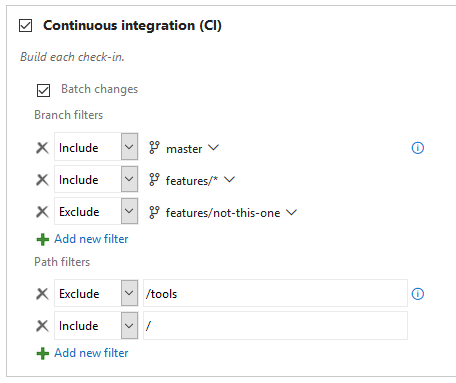 Continuous integration (CI)
Build each check-in.
Batch changes
Branch filters
Include master
Include features/*
Exclude features/not-this-one
Add new filter
Path filters
Exclude /tools
Include /
Add new filter